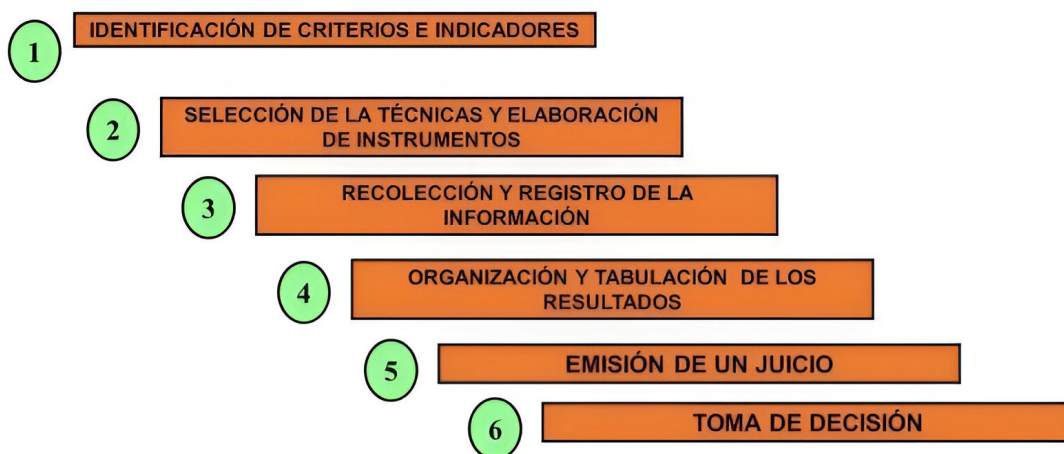 1
IDENTIFICACIÓN DE CRITERIOS E INDICADORES
2
SELECCIÓN DE LA TÉCNICAS Y ELABORACIÓN
DE INSTRUMENTOS
3
RECOLECCIÓN Y REGISTRO DE LA
INFORMACIÓN
4
ORGANIZACIÓN Y TABULACIÓN DE LOS
RESULTADOS
5
EMISIÓN DE UN JUICIO
6
TOMA DE DECISIÓN